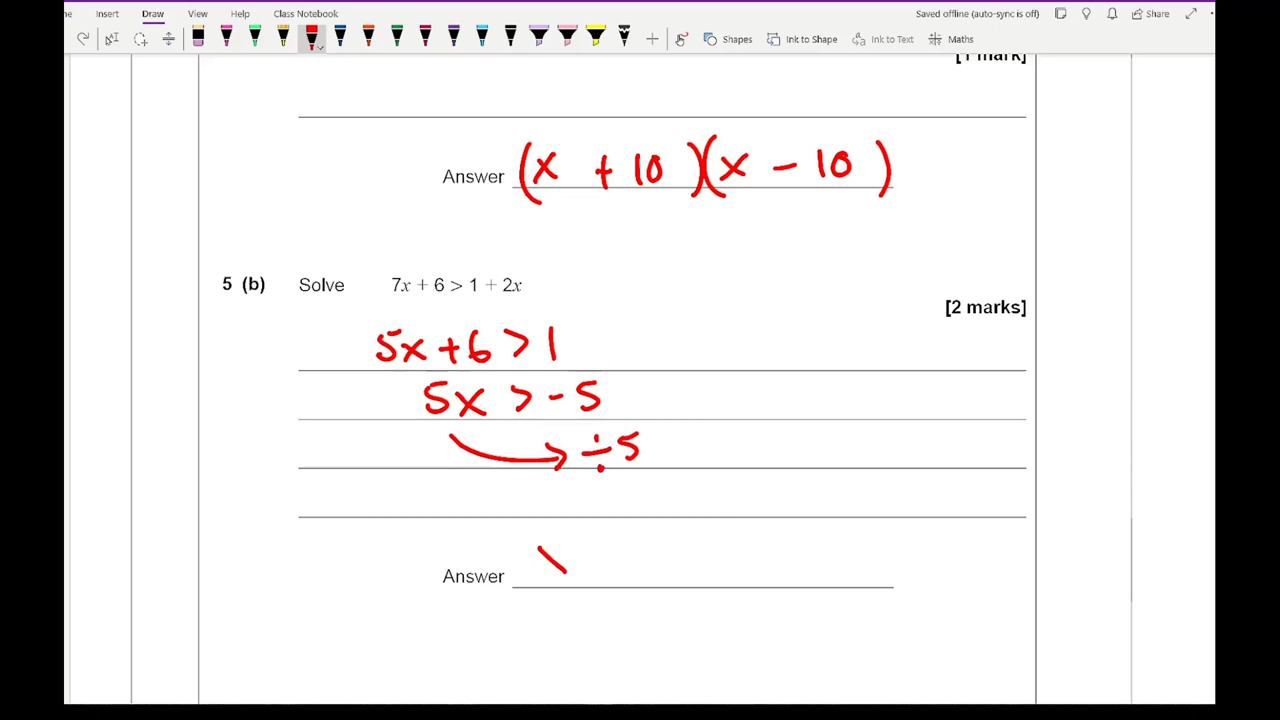 Insert Draw View Help Class Notebook Saved offline (auto-sync is off) Share
Shapes Ink to Shape Ink to Text Maths
[1 mark]
Answer (x + 10)(x - 10)
5 (b) Solve 7x + 6 > 1 + 2x
[2 marks]
5x + 6 > 1
5x > -5
÷5
Answer